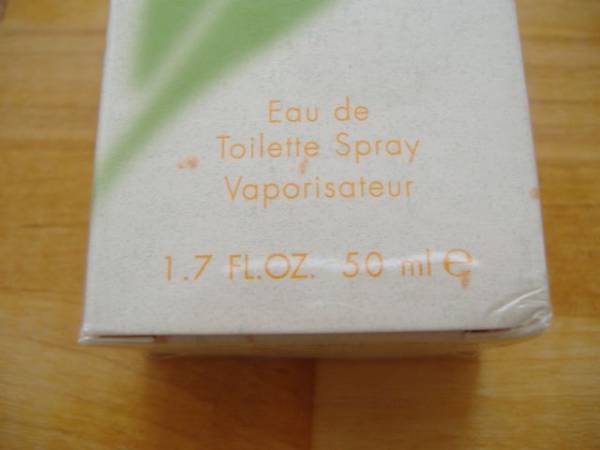 Eau de
Toilette Spray
Vaporisateur
1.7 FL.OZ. 50 ml ℮